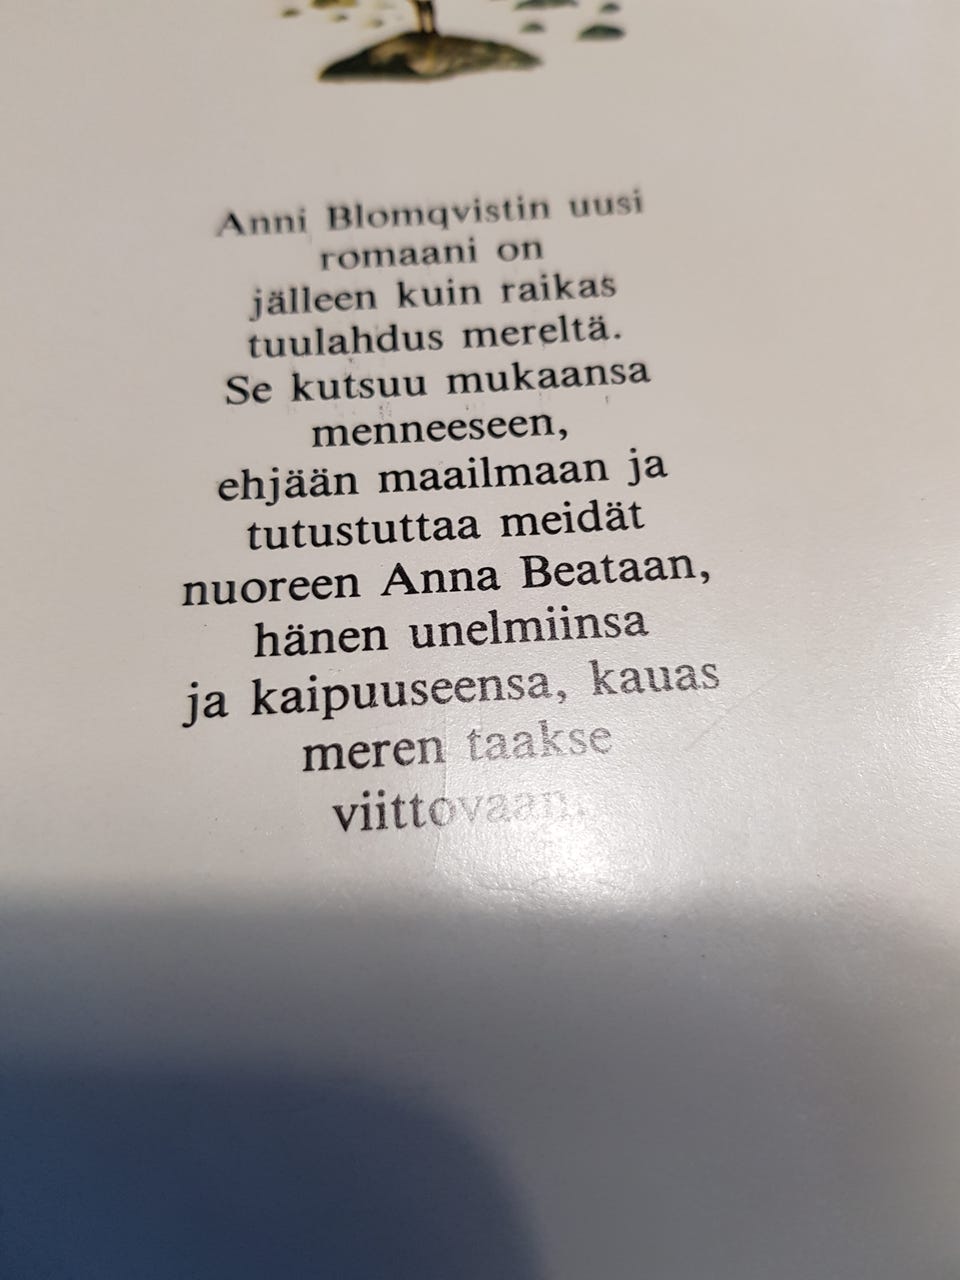 Anni Blomqvistin uusi
romaani on
jälleen kuin raikas
tuulahdus mereltä.
Se kutsuu mukaansa
menneeseen,
ehjään maailmaan ja
tutustuttaa meidät
nuoreen Anna Beataan,
hänen unelmiinsa
ja kaipuuseensa, kauas
meren taakse
viittovaan.